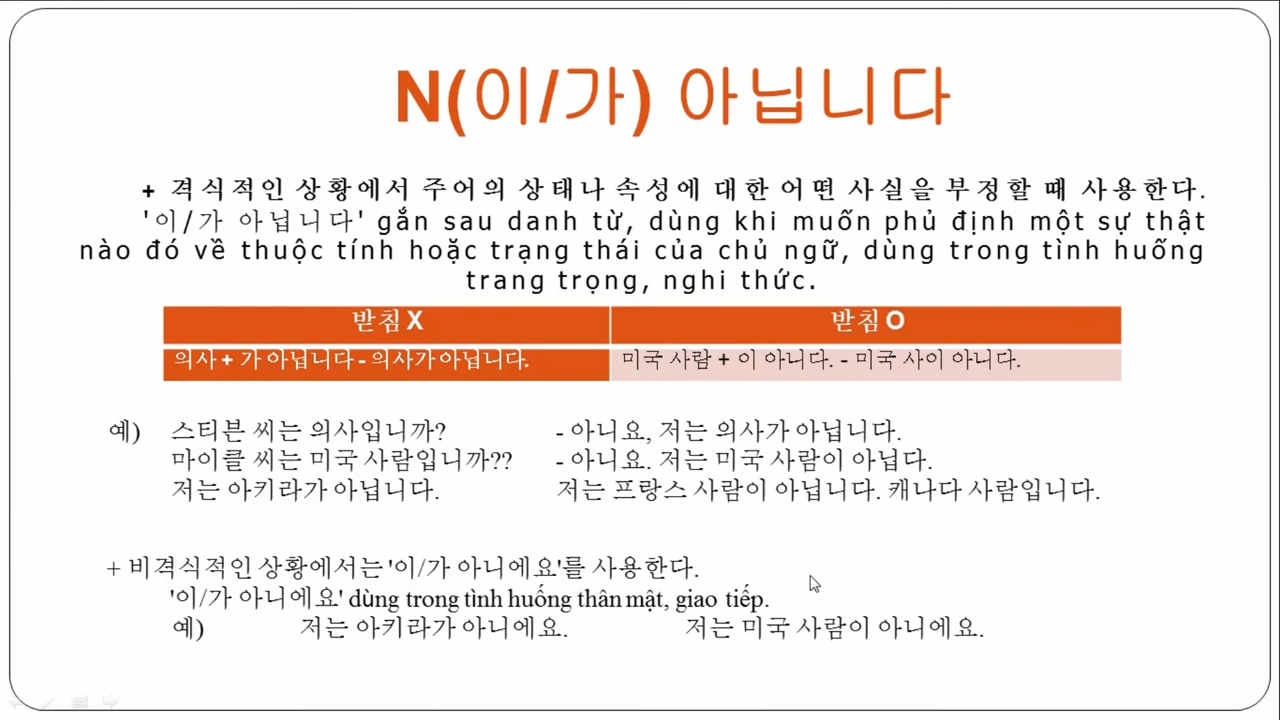 N(이/가) 아닙니다
+ 격식적인 상황에서 주어의 상태나 속성에 대한 어떤 사실을 부정할 때 사용한다.
'이/가 아닙니다' gắn sau danh từ, dùng khi muốn phủ định một sự thật
nào đó về thuộc tính hoặc trạng thái của chủ ngữ, dùng trong tình huống
trang trọng, nghi thức.
받침 X 받침 O
의사 + 가 아닙니다 - 의사가 아닙니다. 미국 사람 + 이 아니다. - 미국 사이 아니다.
예) 스티븐 씨는 의사입니까? - 아니요, 저는 의사가 아닙니다.
마이클 씨는 미국 사람입니까?? - 아니요. 저는 미국 사람이 아닙다.
저는 아키라가 아닙니다. 저는 프랑스 사람이 아닙니다. 캐나다 사람입니다.
+ 비격식적인 상황에서는 '이/가 아니에요'를 사용한다.
'이/가 아니에요' dùng trong tình huống thân mật, giao tiếp.
예) 저는 아키라가 아니에요. 저는 미국 사람이 아니에요.